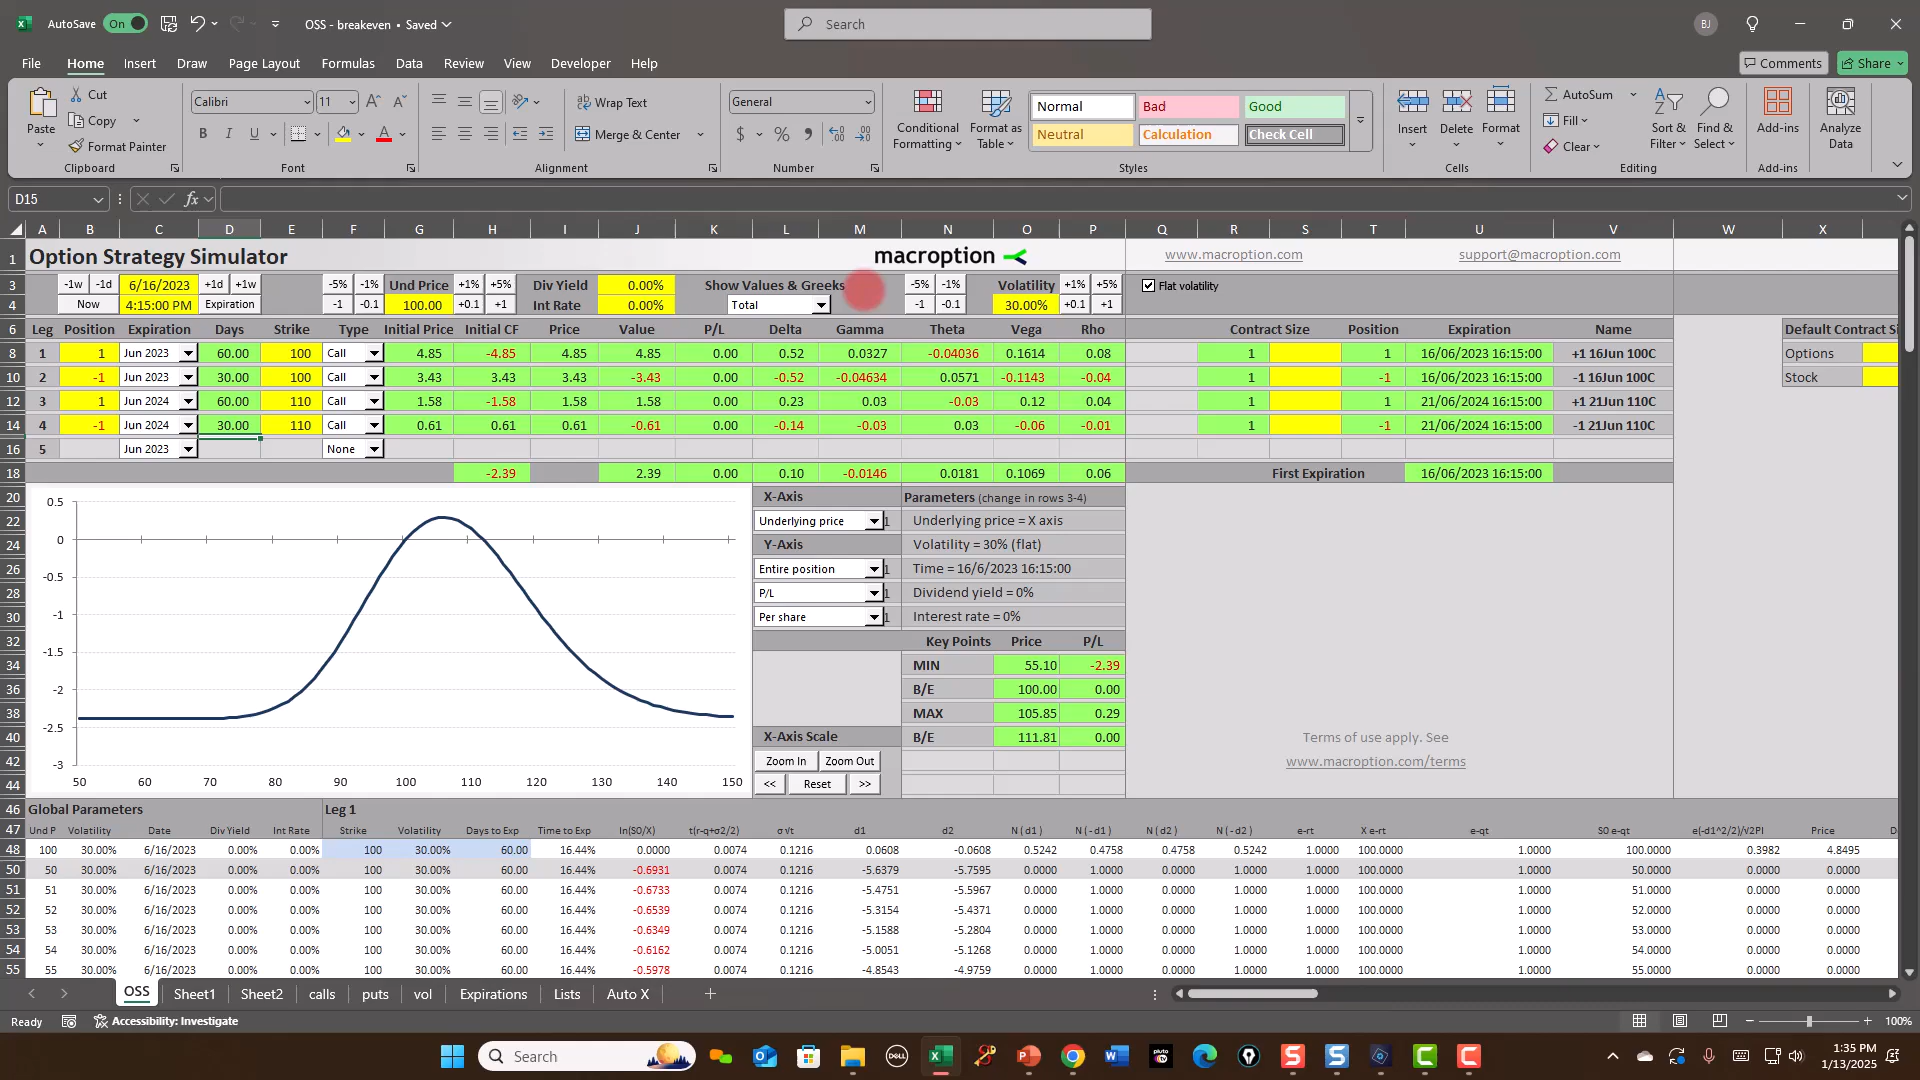 AutoSave On OSS - breakeven • Saved Search BJ
File Home Insert Draw Page Layout Formulas Data Review View Developer Help Comments Share
Paste Cut Copy Format Painter Clipboard
Calibri 11 B I U Font
Wrap Text Merge & Center Alignment
General $ % Number
Conditional Formatting Format as Table
Normal Bad Good
Neutral Calculation Check Cell
Styles
Insert Delete Format Cells
AutoSum Fill Clear Sort & Filter Find & Select Editing
Add-ins Add-ins
Analyze Data
D15 fx
A B C D E F G H I J K L M N O P Q R S U T V W X
1 Option Strategy Simulator macroption www.macroption.com support@macroption.com
3 -1w -1d 6/16/2023 +1d +1w -5% -1% Und Price +1% +5% Div Yield 0.00% Show Values & Greeks -5% -1% Volatility +1% +5% Flat volatility
4 Now 4:15:00 PM Expiration -1 -0.1 100.00 +0.1 +1 Int Rate 0.00% Total -1 -0.1 30.00% +0.1 +1
6 Leg Position Expiration Days Strike Type Initial Price Initial CF Price Value P/L Delta Gamma Theta Vega Rho Contract Size Position Expiration Name Default Contract Si
8 1 1 Jun 2023 60.00 100 Call 4.85 -4.85 4.85 4.85 0.00 0.52 0.0327 -0.04036 0.1614 0.08 1 1 16/06/2023 16:15:00 +1 16Jun 100C Options
10 2 -1 Jun 2023 30.00 100 Call 3.43 3.43 3.43 -3.43 0.00 -0.52 -0.04634 0.0571 -0.1143 -0.04 1 -1 16/06/2023 16:15:00 -1 16Jun 100C Stock
12 3 1 Jun 2024 60.00 110 Call 1.58 -1.58 1.58 1.58 0.00 0.23 0.03 -0.03 0.12 0.04 1 1 21/06/2024 16:15:00 +1 21Jun 110C
14 4 -1 Jun 2024 30.00 110 Call 0.61 0.61 0.61 -0.61 0.00 -0.14 -0.03 0.03 -0.06 -0.01 1 -1 21/06/2024 16:15:00 -1 21Jun 110C
16 5 Jun 2023 None
18 -2.39 2.39 0.00 0.10 -0.0146 0.0181 0.1069 0.06 First Expiration 16/06/2023 16:15:00
20 0.5 X-Axis Parameters (change in rows 3-4)
22 Underlying price 1 Underlying price = X axis
24 0 Y-Axis Volatility = 30% (flat)
26 -0.5 Entire position 1 Time = 16/6/2023 16:15:00
28 P/L 1 Dividend yield = 0%
30 -1 Per share 1 Interest rate = 0%
32 -1.5 Key Points Price P/L
34 MIN 55.10 -2.39
36 -2 B/E 100.00 0.00
38 -2.5 MAX 105.85 0.29
40 X-Axis Scale B/E 111.81 0.00 Terms of use apply. See
42 -3 Zoom In Zoom Out www.macroption.com/terms
44 50 60 70 80 90 100 110 120 130 140 150 << Reset >>
46 Global Parameters Leg 1
47 Und P Volatility Date Div Yield Int Rate Strike Volatility Days to Exp Time to Exp ln(S0/X) t(r-q+σ2/2) σ√t d1 d2 N ( d1 ) N ( - d1 ) N ( d2 ) N ( - d2 ) e-rt X e-rt e-qt S0 e-qt e(-d1^2/2)/√2PI Price D
48 100 30.00% 6/16/2023 0.00% 0.00% 100 30.00% 60.00 16.44% 0.0000 0.0074 0.1216 0.0608 -0.0608 0.5242 0.4758 0.4758 0.5242 1.0000 100.0000 1.0000 100.0000 0.3982 4.8495
50 50 30.00% 6/16/2023 0.00% 0.00% 100 30.00% 60.00 16.44% -0.6931 0.0074 0.1216 -5.6379 -5.7595 0.0000 1.0000 0.0000 1.0000 1.0000 100.0000 1.0000 50.0000 0.0000 0.0000
51 51 30.00% 6/16/2023 0.00% 0.00% 100 30.00% 60.00 16.44% -0.6733 0.0074 0.1216 -5.4751 -5.5967 0.0000 1.0000 0.0000 1.0000 1.0000 100.0000 1.0000 51.0000 0.0000 0.0000
52 52 30.00% 6/16/2023 0.00% 0.00% 100 30.00% 60.00 16.44% -0.6539 0.0074 0.1216 -5.3154 -5.4371 0.0000 1.0000 0.0000 1.0000 1.0000 100.0000 1.0000 52.0000 0.0000 0.0000
53 53 30.00% 6/16/2023 0.00% 0.00% 100 30.00% 60.00 16.44% -0.6349 0.0074 0.1216 -5.1588 -5.2804 0.0000 1.0000 0.0000 1.0000 1.0000 100.0000 1.0000 53.0000 0.0000 0.0000
54 54 30.00% 6/16/2023 0.00% 0.00% 100 30.00% 60.00 16.44% -0.6162 0.0074 0.1216 -5.0051 -5.1268 0.0000 1.0000 0.0000 1.0000 1.0000 100.0000 1.0000 54.0000 0.0000 0.0000
55 55 30.00% 6/16/2023 0.00% 0.00% 100 30.00% 60.00 16.44% -0.5978 0.0074 0.1216 -4.8543 -4.9759 0.0000 1.0000 0.0000 1.0000 1.0000 100.0000 1.0000 55.0000 0.0000 0.0000
OSS Sheet1 Sheet2 calls puts vol Expirations Lists Auto X
Ready Accessibility: Investigate 100%
Search DELL 1:35 PM
1/13/2025